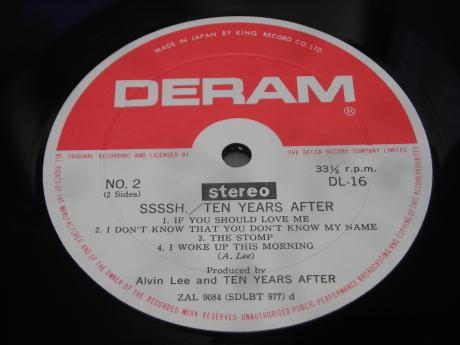 MADE IN JAPAN BY KING RECORD CO. LTD.
DERAM®
ORIGINAL RECORDING AND LICENSED BY THE DECCA RECORD COMPANY LIMITED
NO. 2
(2 Sides)
stereo
33⅓ r.p.m.
DL-16
SSSSH./TEN YEARS AFTER
1. IF YOU SHOULD LOVE ME
2. I DON'T KNOW THAT YOU DON'T KNOW MY NAME
3. THE STOMP
4. I WOKE UP THIS MORNING
(A. Lee)
Produced by
Alvin Lee and TEN YEARS AFTER
ZAL 9084 (SDLBT 977) d
ALL RIGHTS OF THE MANUFACTURER AND OF THE OWNER OF THE RECORDED WORK RESERVED·UNAUTHORISED PUBLIC PERFORMANCE BROADCASTING AND COPYING OF THIS RECORD PROHIBITED